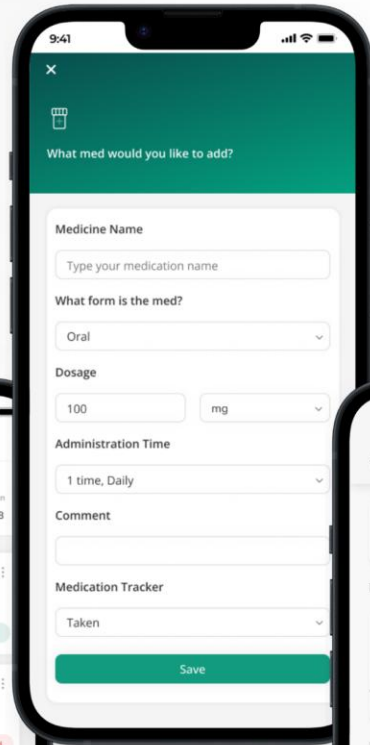 9:41
What med would you like to add?
Medicine Name
Type your medication name
What form is the med?
Oral
Dosage
100
mg
Administration Time
1 time, Daily
Comment
Medication Tracker
Taken
Save